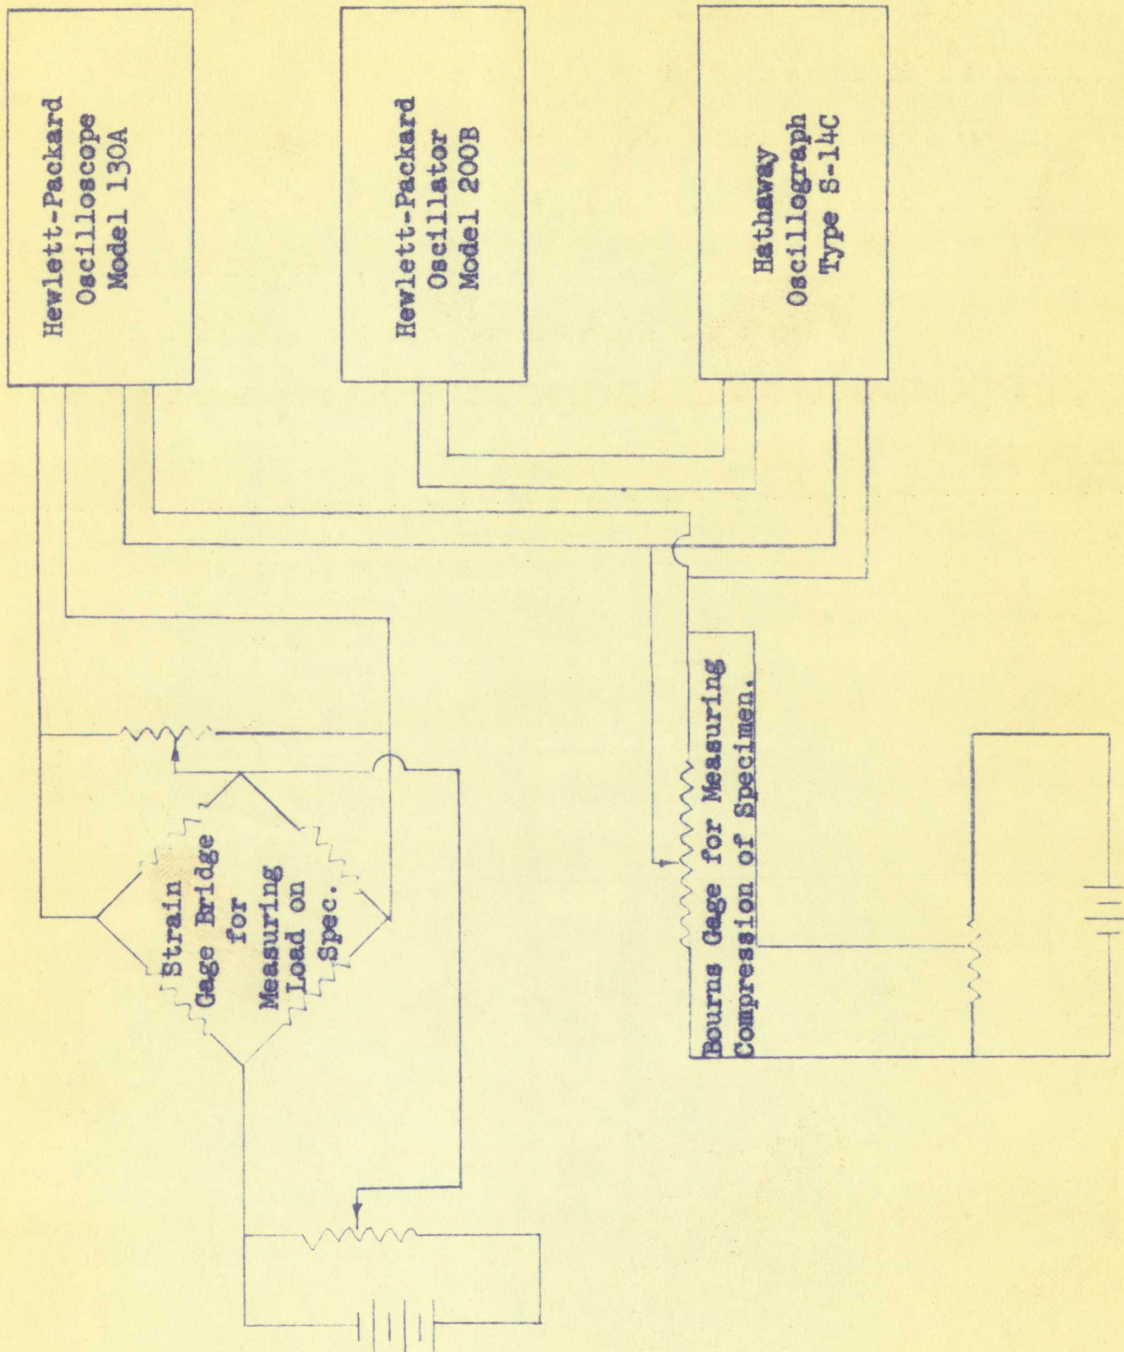 Hewlett-Packard
Oscilloscope
Model 130A
Hewlett-Packard
Oscillator
Model 200B
Hathaway
Oscillograph
Type S-14C
Strain
Gage Bridge
for
Measuring
Load on
Spec.
Bourns Gage for Measuring
Compression of Specimen.